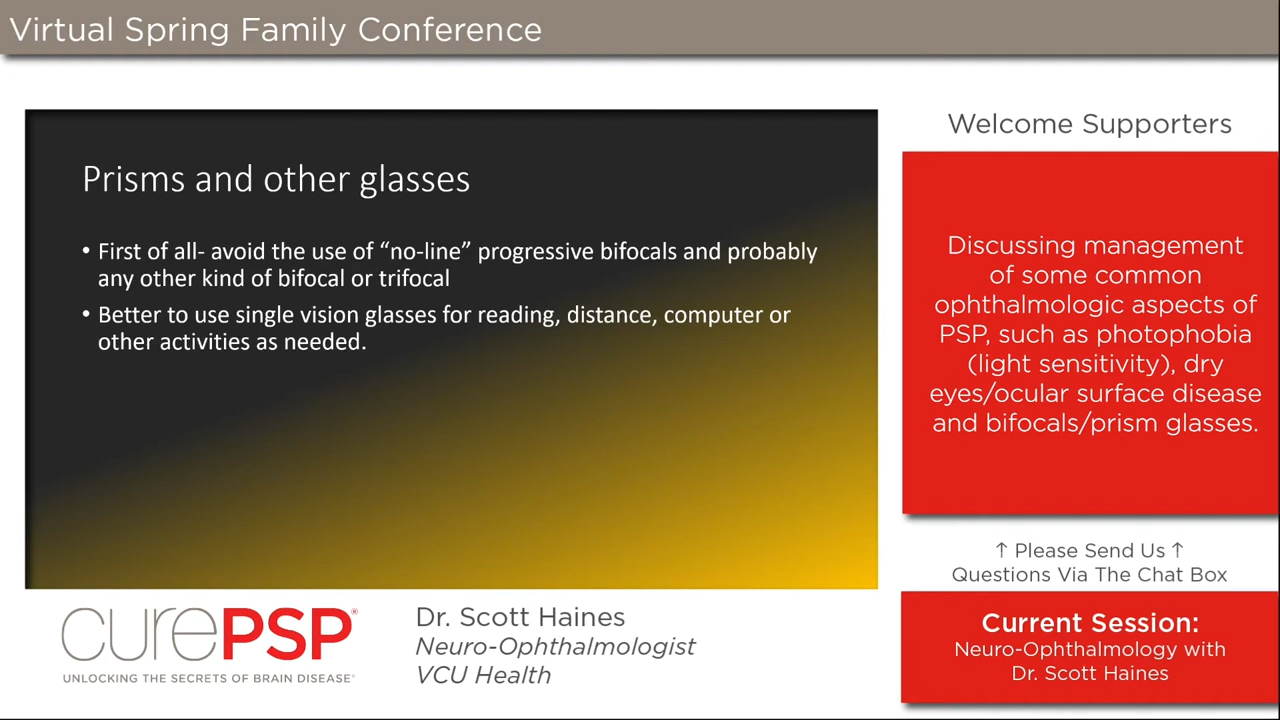 Virtual Spring Family Conference
Prisms and other glasses
• First of all- avoid the use of “no-line” progressive bifocals and probably
any other kind of bifocal or trifocal
• Better to use single vision glasses for reading, distance, computer or
other activities as needed.
Welcome Supporters
Discussing management
of some common
ophthalmologic aspects of
PSP, such as photophobia
(light sensitivity), dry
eyes/ocular surface disease
and bifocals/prism glasses.
↑ Please Send Us ↑
Questions Via The Chat Box
Current Session:
Neuro-Ophthalmology with
Dr. Scott Haines
curePSP®
UNLOCKING THE SECRETS OF BRAIN DISEASE®
Dr. Scott Haines
Neuro-Ophthalmologist
VCU Health